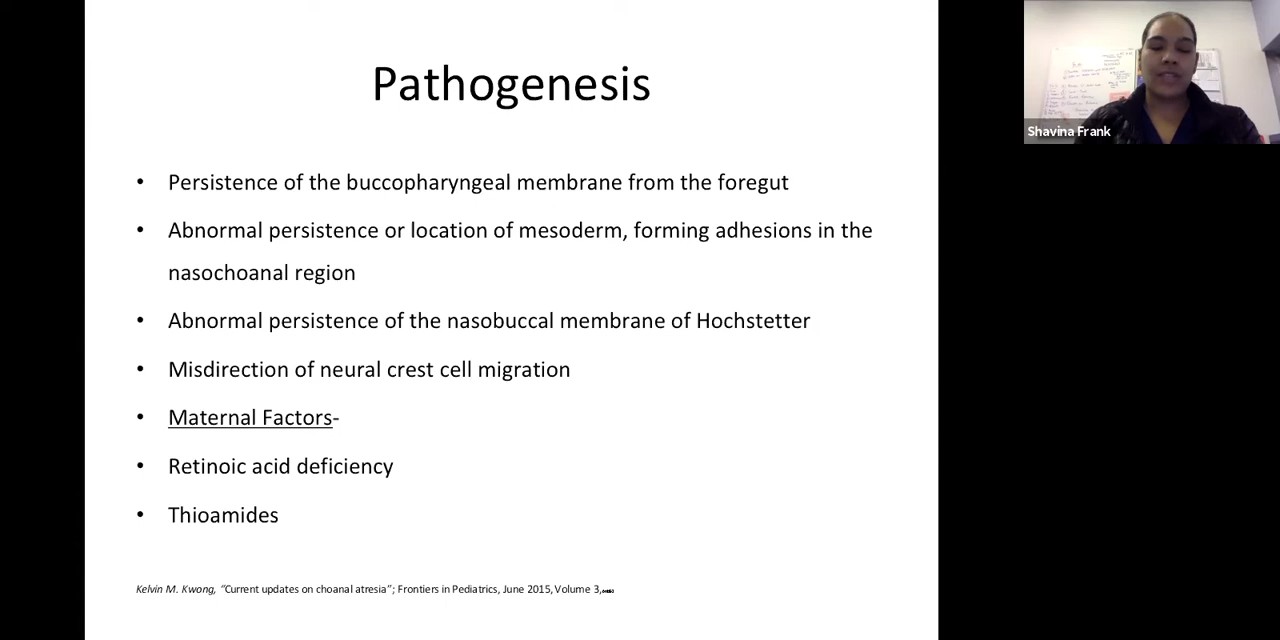 Pathogenesis
Shavina Frank
• Persistence of the buccopharyngeal membrane from the foregut
• Abnormal persistence or location of mesoderm, forming adhesions in the
nasochoanal region
• Abnormal persistence of the nasobuccal membrane of Hochstetter
• Misdirection of neural crest cell migration
• Maternal Factors-
• Retinoic acid deficiency
• Thioamides
Kelvin M. Kwong, “Current updates on choanal atresia”; Frontiers in Pediatrics, June 2015, Volume 3,